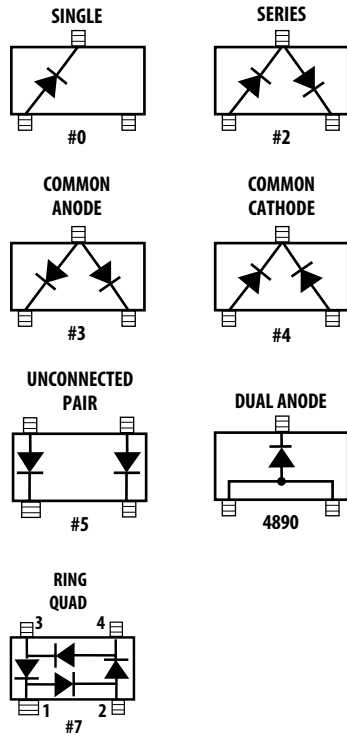 SINGLE
#0
SERIES
#2
COMMON
ANODE
#3
COMMON
CATHODE
#4
UNCONNECTED
PAIR
#5
DUAL ANODE
4890
RING
QUAD
3 4
1 2
#7